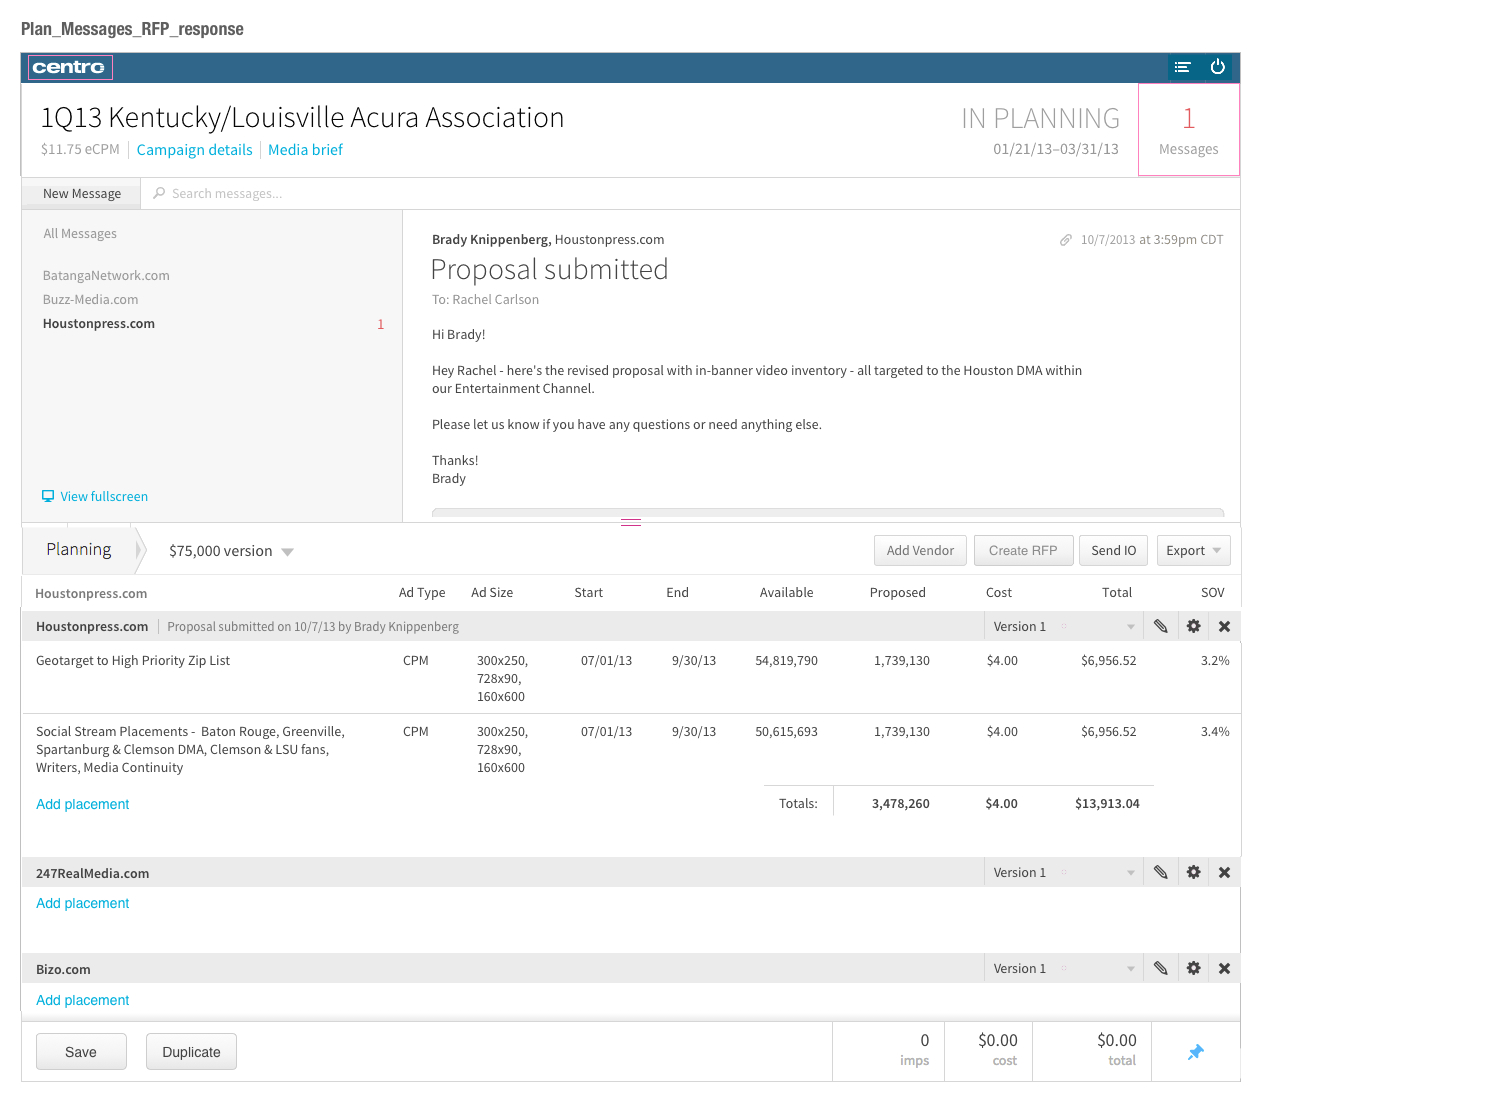 Plan_Messages_RFP_response
centro
1Q13 Kentucky/Louisville Acura Association
IN PLANNING
1
$11.75 eCPM
Campaign details
Media brief
01/21/13–03/31/13
Messages
New Message
Search messages...
All Messages
BatangaNetwork.com
Buzz-Media.com
Houstonpress.com
1
View fullscreen
Brady Knippenberg, Houstonpress.com
10/7/2013 at 3:59pm CDT
Proposal submitted
To: Rachel Carlson
Hi Brady!
Hey Rachel - here's the revised proposal with in-banner video inventory - all targeted to the Houston DMA within
our Entertainment Channel.
Please let us know if you have any questions or need anything else.
Thanks!
Brady
Planning
$75,000 version
Add Vendor
Create RFP
Send IO
Export
Houstonpress.com Ad Type Ad Size Start End Available Proposed Cost Total SOV
Houstonpress.com Proposal submitted on 10/7/13 by Brady Knippenberg Version 1
Geotarget to High Priority Zip List CPM 300x250, 07/01/13 9/30/13 54,819,790 1,739,130 $4.00 $6,956.52 3.2%
728x90,
160x600
Social Stream Placements - Baton Rouge, Greenville, CPM 300x250, 07/01/13 9/30/13 50,615,693 1,739,130 $4.00 $6,956.52 3.4%
Spartanburg & Clemson DMA, Clemson & LSU fans, 728x90,
Writers, Media Continuity 160x600
Add placement Totals: 3,478,260 $4.00 $13,913.04
247RealMedia.com Version 1
Add placement
Bizo.com Version 1
Add placement
Save
Duplicate
0 $0.00 $0.00
imps cost total